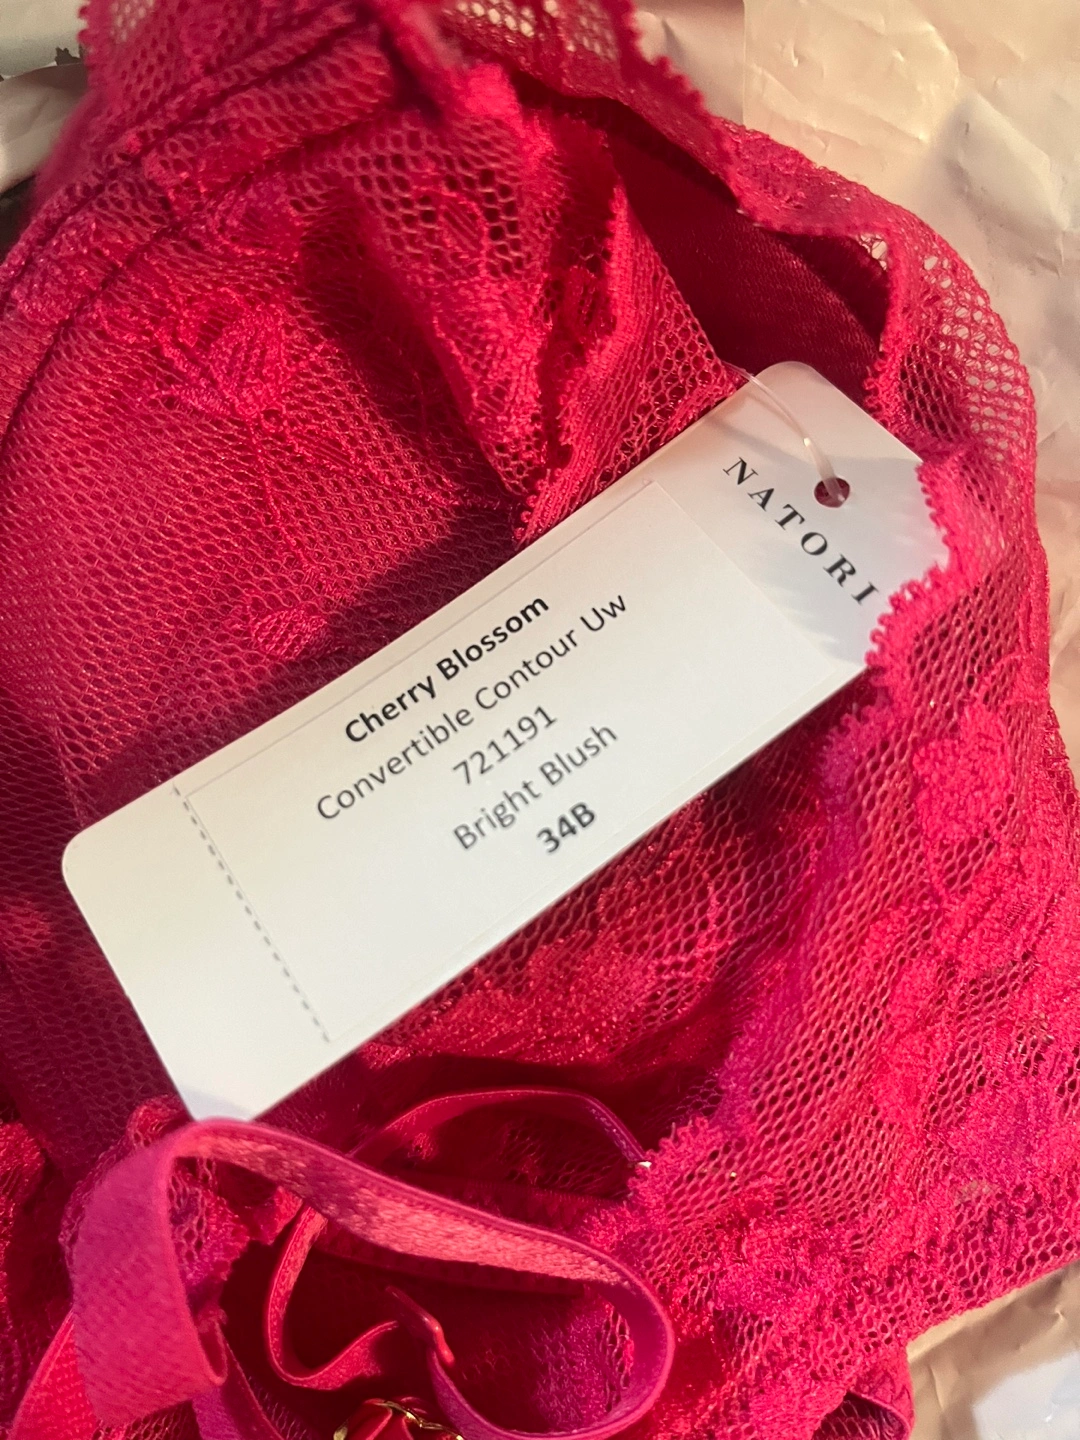 NATORI
Cherry Blossom
Convertible Contour Uw
721191
Bright Blush
34B